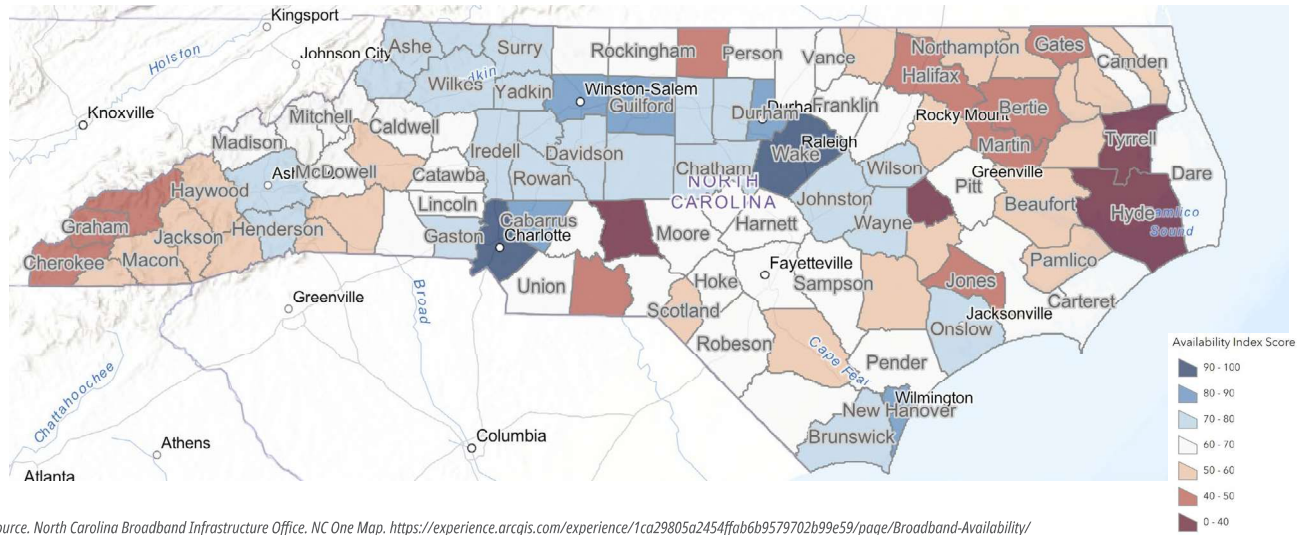 Kingsport
Johnson City
Holston
Knoxville
Ashe
Surry
Rockingham
Person
Vance
Northampton
Gates
Camden
Halifax
Wilkes
dkin
Yadkin
Winston-Salem
Guilford
Durham
Durha
Franklin
Rocky Mount
Bertie
Mitchell
Caldwell
Madison
Iredell
Davidson
Raleigh
Wake
Martin
Tyrrell
Haywood
Ash
McDowell
Catawba
Rowan
Chatham
Wilson
Greenville
Pitt
Dare
NORTH
CAROLINA
Lincoln
Johnston
Beaufort
Hyde
amlico
Sound
Graham
Jackson
Henderson
Gaston
Cabarrus
Charlotte
Moore
Harnett
Wayne
Cherokee
Macon
Fayetteville
Pamlico
Union
Hoke
Sampson
Jones
Greenville
Broad
Scotland
Carteret
Jacksonville
Onslow
Robeson
Cape Fear
Pender
Chattahoochee
Wilmington
New Hanover
Brunswick
Columbia
Athens
Atlanta
Availability Index Score
90 - 100
80 - 90
70 - 80
60 - 70
50 - 60
40 - 50
0 - 40
ource. North Carolina Broadband Infrastructure Office. NC One Map. https://experience.arcgis.com/experience/1ca29805a2454ffab6b9579702b99e59/page/Broadband-Availability/